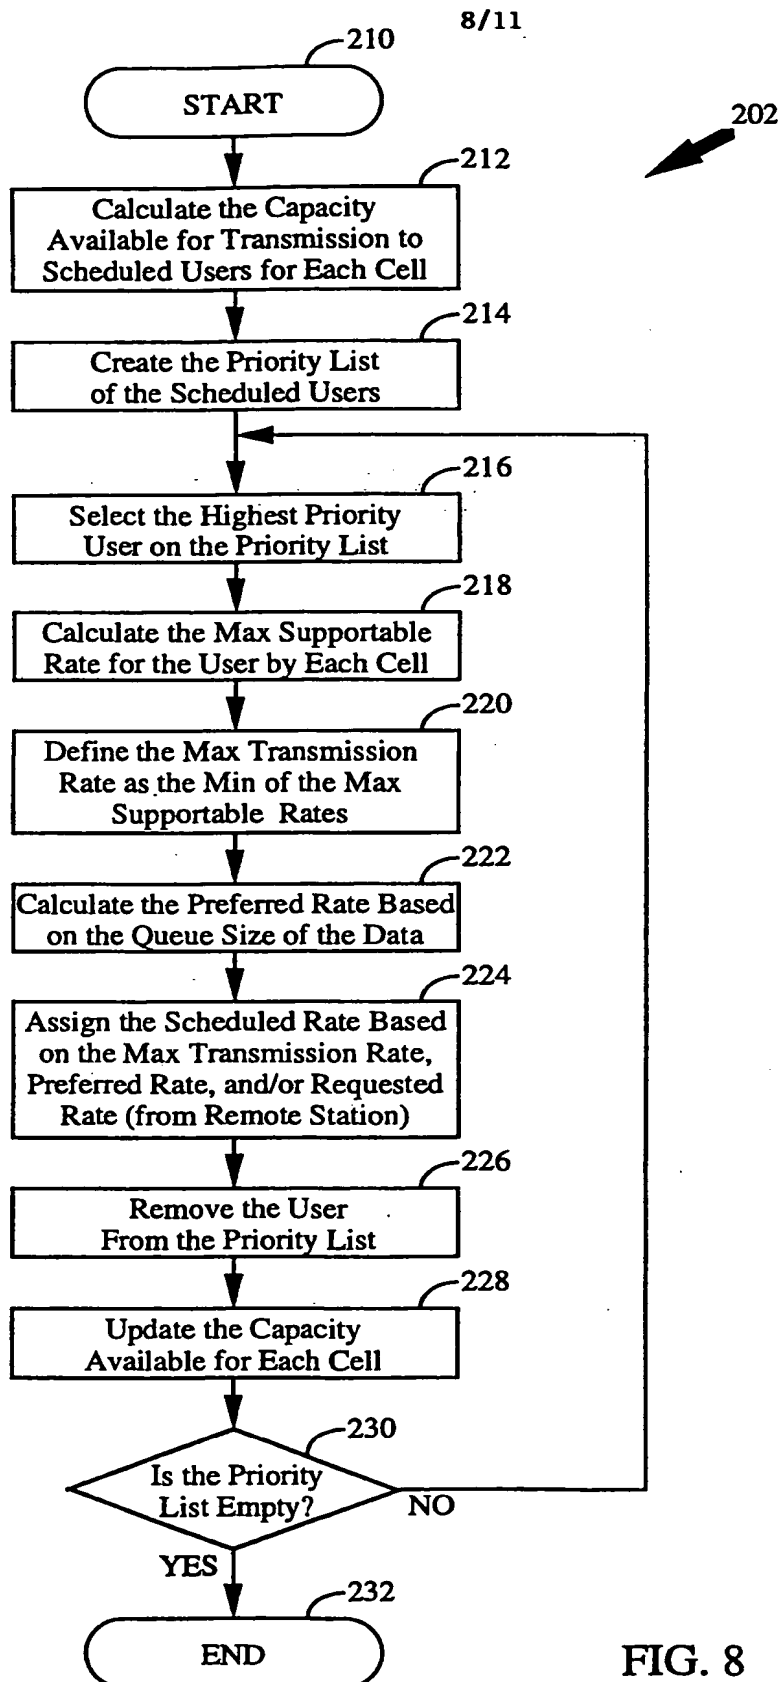 8/11
210
START
202
212
Calculate the Capacity
Available for Transmission to
Scheduled Users for Each Cell
214
Create the Priority List
of the Scheduled Users
216
Select the Highest Priority
User on the Priority List
218
Calculate the Max Supportable
Rate for the User by Each Cell
220
Define the Max Transmission
Rate as the Min of the Max
Supportable Rates
222
Calculate the Preferred Rate Based
on the Queue Size of the Data
224
Assign the Scheduled Rate Based
on the Max Transmission Rate,
Preferred Rate, and/or Requested
Rate (from Remote Station)
226
Remove the User
From the Priority List
228
Update the Capacity
Available for Each Cell
230
Is the Priority
List Empty?
NO
YES
232
END
FIG. 8